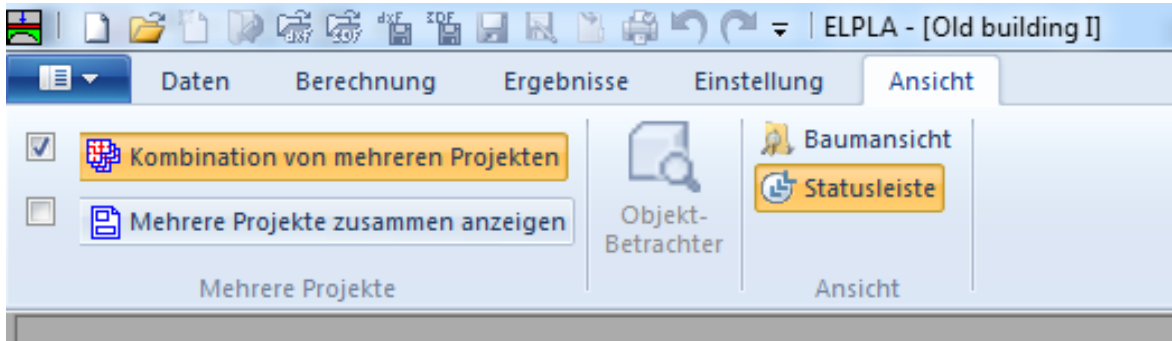 ELPLA - [Old building I]
Daten Berechnung Ergebnisse Einstellung Ansicht
Kombination von mehreren Projekten
Mehrere Projekte zusammen anzeigen
Mehrere Projekte
Objekt-
Betrachter
Baumansicht
Statusleiste
Ansicht